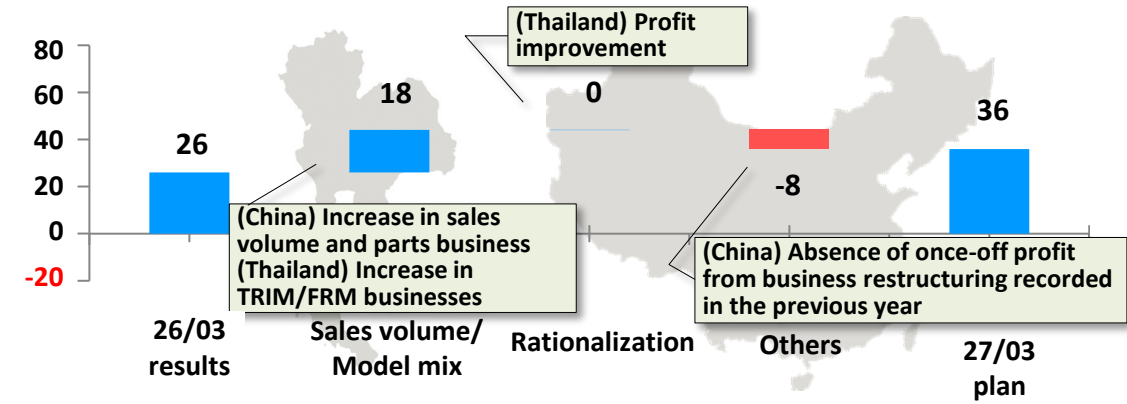 (Thailand) Profit
improvement
80
60
40
20
0
-20
26
18
0
-8
36
(China) Increase in sales
volume and parts business
(Thailand) Increase in
TRIM/FRM businesses
(China) Absence of once-off profit
from business restructuring recorded
in the previous year
26/03
results
Sales volume/
Model mix
Rationalization
Others
27/03
plan